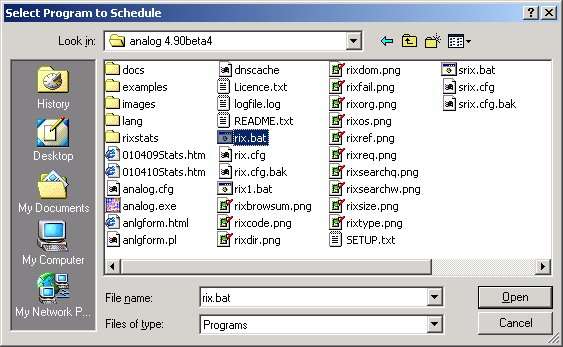 Select Program to Schedule
Look in: analog 4.90beta4
History
Desktop
My Documents
My Computer
My Network P...
docs
examples
images
lang
rixstats
010409Stats.htm
010410Stats.htm
analog.cfg
analog.exe
anlgform.html
anlgform.pl
dnscache
Licence.txt
logfile.log
README.txt
rix.bat
rix.cfg
rix.cfg.bak
rix1.bat
rixbrowsum.png
rixcode.png
rixdir.png
rixdom.png
rixfail.png
rixorg.png
rixos.png
rixref.png
rixreq.png
rixsearchq.png
rixsearchw.png
rixsize.png
rixtype.png
SETUP.txt
srix.bat
srix.cfg
srix.cfg.bak
File name: rix.bat Open
Files of type: Programs Cancel